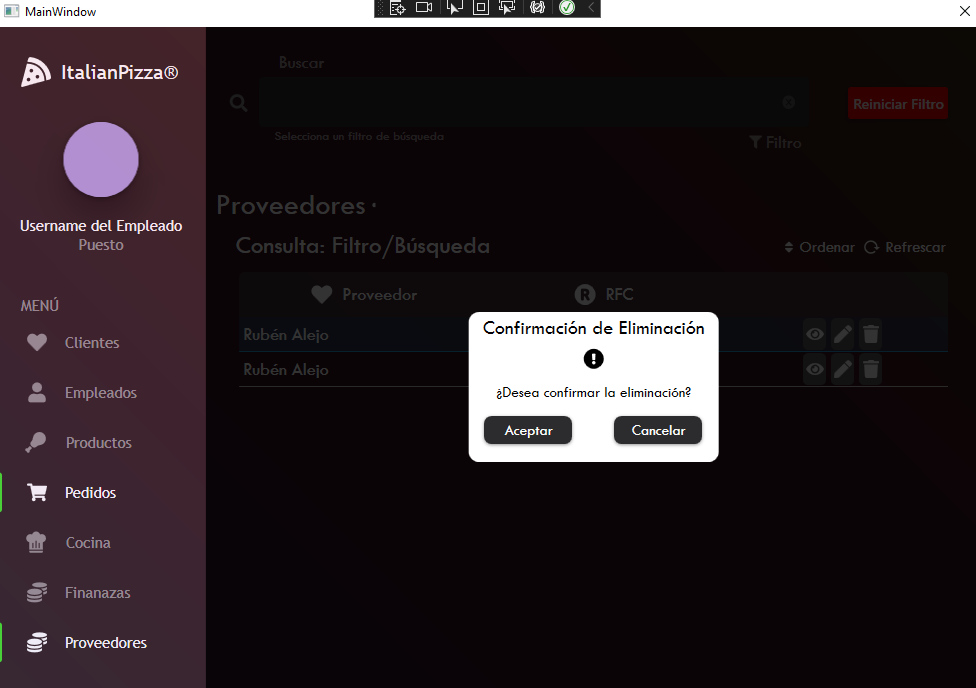 MainWindow
ItalianPizza®
Username del Empleado
Puesto
MENÚ
Clientes
Empleados
Productos
Pedidos
Cocina
Finanazas
Proveedores
Buscar
Reiniciar Filtro
Selecciona un filtro de búsqueda
Filtro
Proveedores ·
Consulta: Filtro/Búsqueda
Ordenar Refrescar
Proveedor R RFC
Rubén Alejo
Rubén Alejo
Confirmación de Eliminación
¿Desea confirmar la eliminación?
Aceptar Cancelar